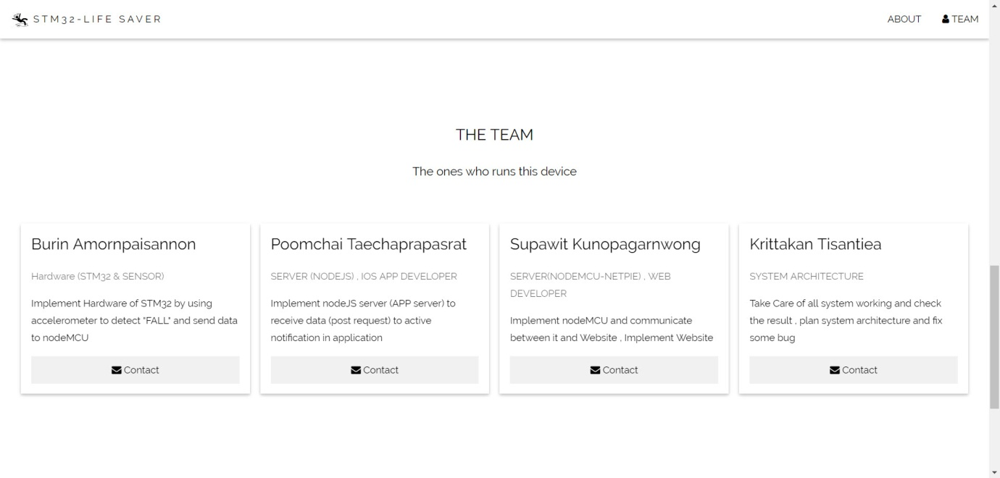 STM32-LIFE SAVER
ABOUT
TEAM
THE TEAM
The ones who runs this device
Burin Amornpaisannon
Hardware (STM32 & SENSOR)
Implement Hardware of STM32 by using
accelerometer to detect "FALL" and send data
to nodeMCU
Contact
Poomchai Taechaprapasrat
SERVER (NODEJS) , IOS APP DEVELOPER
Implement nodeJS server (APP server) to
receive data (post request) to active
notification in application
Contact
Supawit Kunopagarnwong
SERVER(NODEMCU-NETPIE) , WEB
DEVELOPER
Implement nodeMCU and communicate
between it and Website , Implement Website
Contact
Krittakan Tisantiea
SYSTEM ARCHITECTURE
Take Care of all system working and check
the result , plan system architecture and fix
some bug
Contact